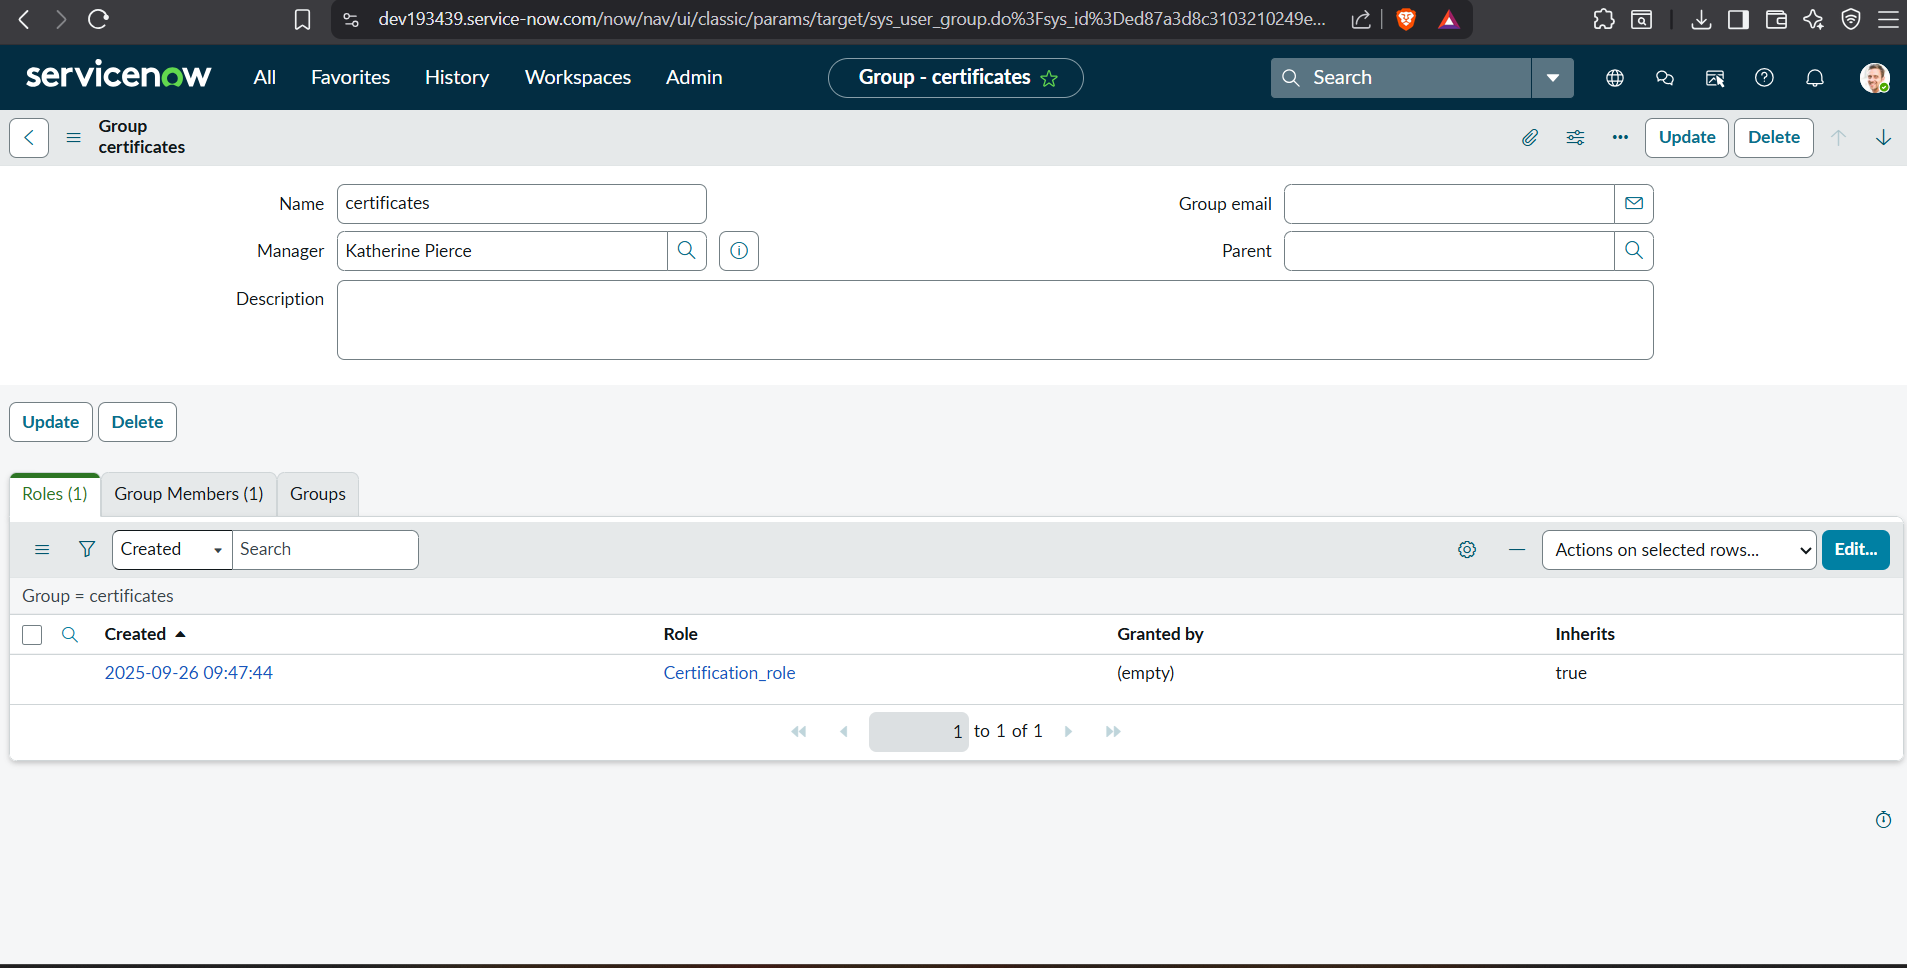 dev193439.service-now.com/now/nav/ui/classic/params/target/sys_user_group.do%3Fsys_id%3Ded87a3d8c3103210249e...
servicenow All Favorites History Workspaces Admin Group - certificates Search
Group
certificates
Update Delete
Name certificates Group email
Manager Katherine Pierce Parent
Description
Update Delete
Roles (1) Group Members (1) Groups
Created Search Actions on selected rows... Edit...
Group = certificates
Created Role Granted by Inherits
2025-09-26 09:47:44 Certification_role (empty) true
1 to 1 of 1